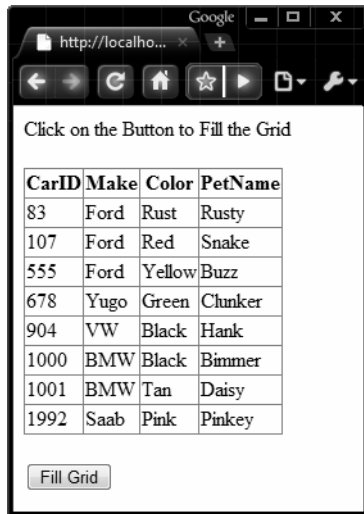 Google
http://localho...
Click on the Button to Fill the Grid
CarID Make Color PetName
83 Ford Rust Rusty
107 Ford Red Snake
555 Ford Yellow Buzz
678 Yugo Green Clunker
904 VW Black Hank
1000 BMW Black Bimmer
1001 BMW Tan Daisy
1992 Saab Pink Pinkey
Fill Grid